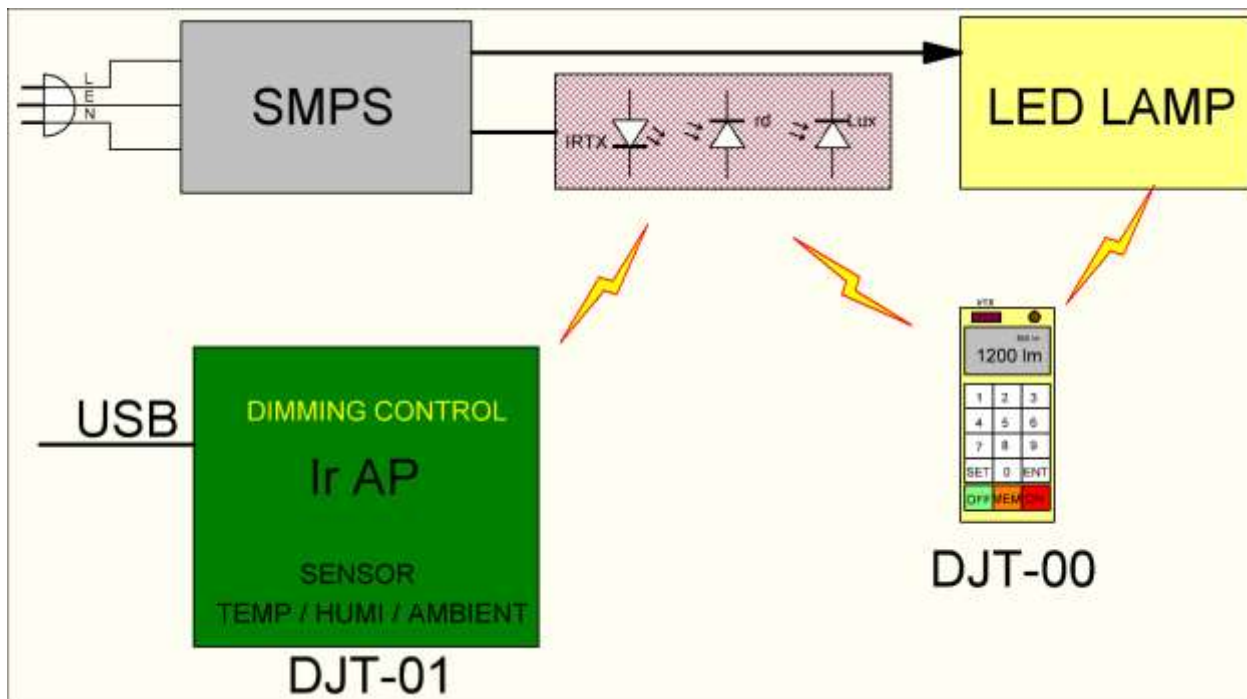 SMPS
LED LAMP
L
E
N
IRTX
rd
Lux
1200 lm
USB
DIMMING CONTROL
Ir AP
SENSOR
TEMP / HUMI / AMBIENT
DJT-01
1 2 3
4 5 6
7 8 9
SET 0 ENT
OFF MEM ON
DJT-00